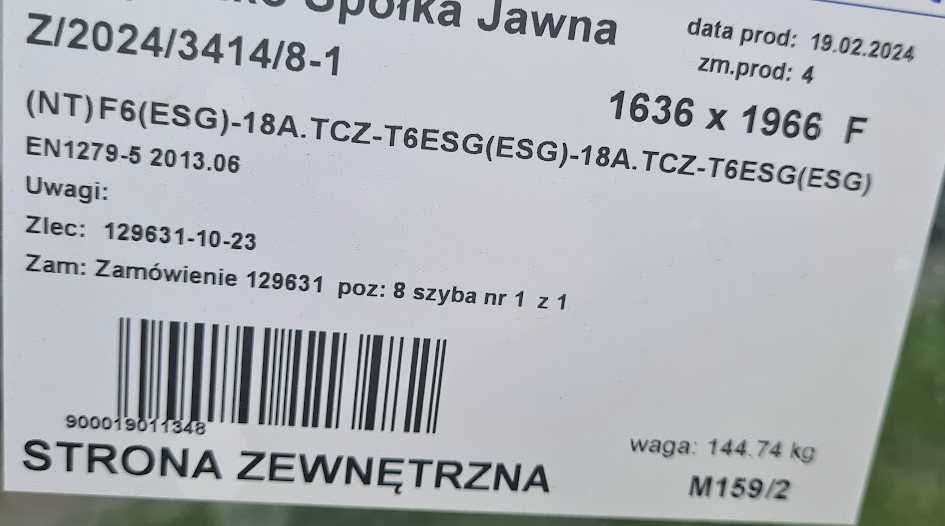 Spółka Jawna
data prod: 19.02.2024
Z/2024/3414/8-1
zm.prod: 4
1636 x 1966 F
(NT)F6(ESG)-18A.TCZ-T6ESG(ESG)-18A.TCZ-T6ESG(ESG)
EN1279-5 2013.06
Uwagi:
Zlec: 129631-10-23
Zam: Zamówienie 129631 poz: 8 szyba nr 1 z 1
900019011348
waga: 144.74 kg
STRONA ZEWNĘTRZNA
M159/2